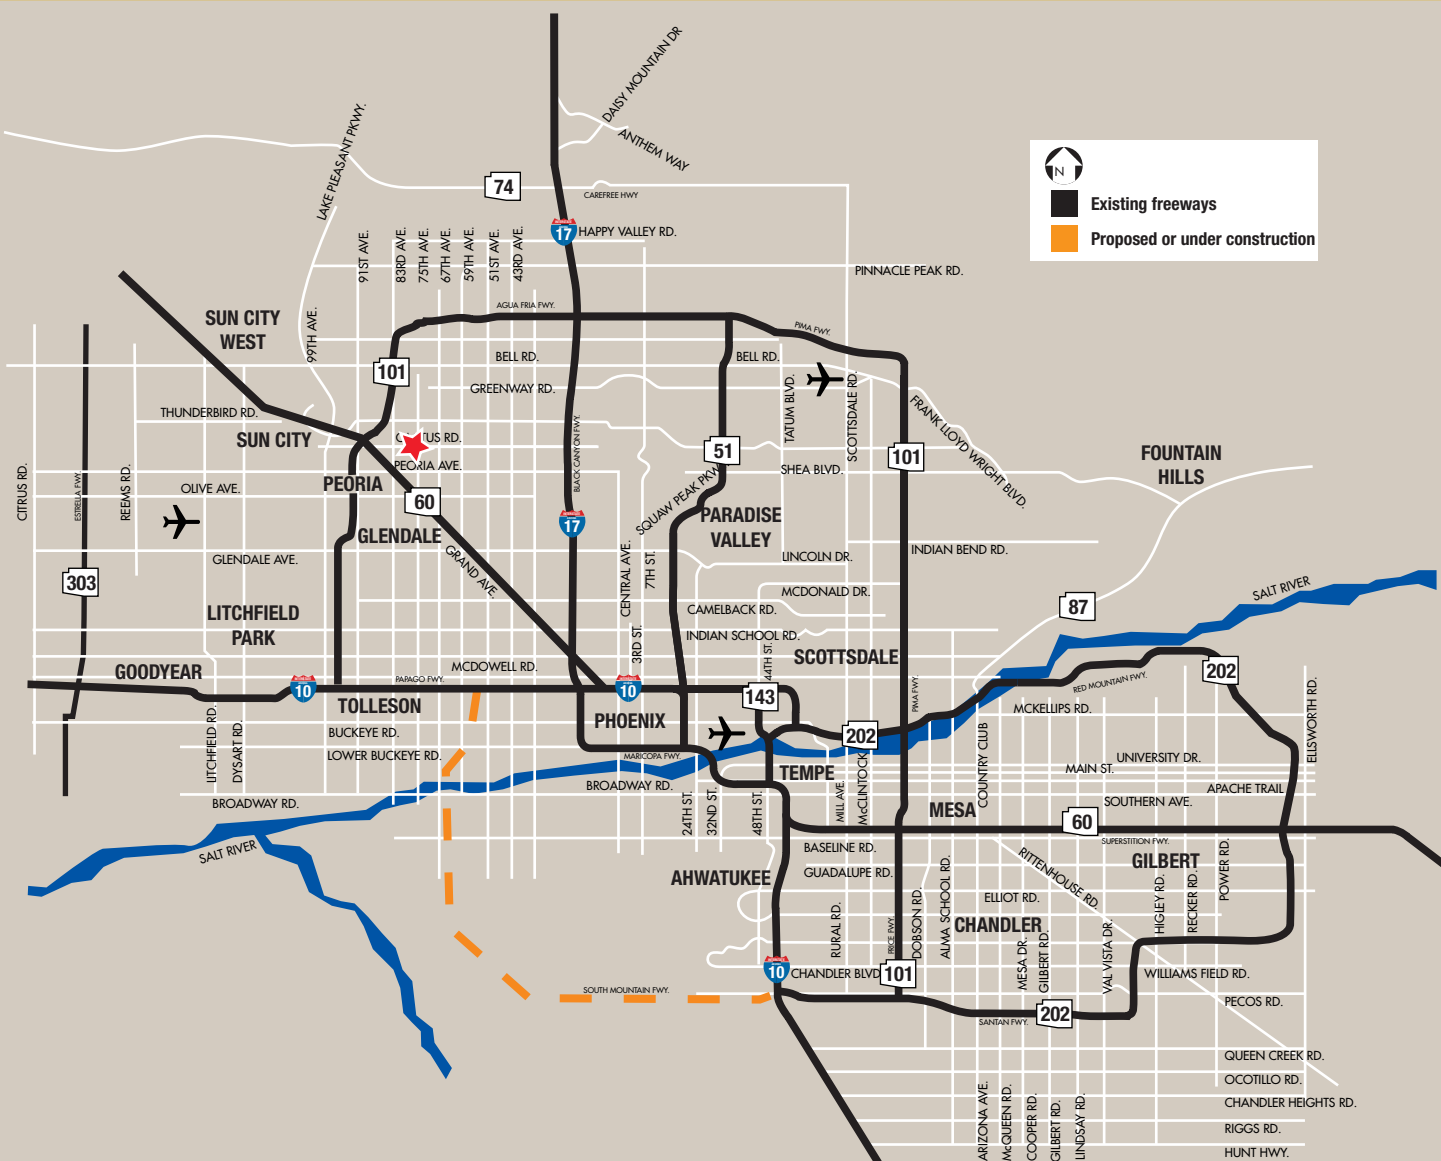 DAISY MOUNTAIN DR
ANTHEM WAY
LAKE PLEASANT PKWY.
74
CAREFREE HWY
N
Existing freeways
Proposed or under construction
17
HAPPY VALLEY RD.
91ST AVE.
83RD AVE.
75TH AVE.
67TH AVE.
59TH AVE.
51ST AVE.
43RD AVE.
PINNACLE PEAK RD.
AGUA FRIA FWY.
PIMA FWY.
SUN CITY
WEST
99TH AVE.
101
BELL RD.
BELL RD.
GREENWAY RD.
TATUM BLVD.
SCOTTSDALE RD.
FRANK LLOYD WRIGHT BLVD.
THUNDERBIRD RD.
SUN CITY
PEORIA AVE.
BLACK CANYON FWY.
51
101
SHEA BLVD.
FOUNTAIN
HILLS
CITRUS RD.
ESTRELLA FWY.
REEMS RD.
OLIVE AVE.
PEORIA
60
SQUAW PEAK PKWY
PARADISE
VALLEY
17
GLENDALE
GRAND AVE.
GLENDALE AVE.
CENTRAL AVE.
7TH ST.
LINCOLN DR.
INDIAN BEND RD.
303
MCDONALD DR.
SALT RIVER
87
LITCHFIELD
PARK
CAMELBACK RD.
INDIAN SCHOOL RD.
3RD ST.
44TH ST.
SCOTTSDALE
GOODYEAR
MCDOWELL RD.
PAPAGO FWY.
10
10
143
PIMA FWY.
RED MOUNTAIN FWY.
202
ELLSWORTH RD.
TOLLESON
PHOENIX
MCKELLIPS RD.
LITCHFIELD RD.
DYSART RD.
BUCKEYE RD.
LOWER BUCKEYE RD.
MARICOPA FWY.
202
COUNTRY CLUB
UNIVERSITY DR.
MAIN ST.
TEMPE
BROADWAY RD.
BROADWAY RD.
APACHE TRAIL
SOUTHERN AVE.
24TH ST.
32ND ST.
48TH ST.
MILL AVE.
McCLINTOCK
MESA
60
SUPERSTITION FWY.
SALT RIVER
BASELINE RD.
GUADALUPE RD.
GILBERT
AHWATUKEE
RITTENHOUSE RD.
POWER RD.
ELLIOT RD.
HIGLEY RD.
RECKER RD.
RURAL RD.
PRICE FWY.
DOBSON RD.
ALMA SCHOOL RD.
CHANDLER
MESA DR.
GILBERT RD.
VAL VISTA DR.
10
CHANDLER BLVD
101
WILLIAMS FIELD RD.
SOUTH MOUNTAIN FWY.
PECOS RD.
SANTAN FWY.
202
QUEEN CREEK RD.
OCOTILLO RD.
CHANDLER HEIGHTS RD.
RIGGS RD.
HUNT HWY.
ARIZONA AVE.
McQUEEN RD.
COOPER RD.
GILBERT RD.
LINDSAY RD.